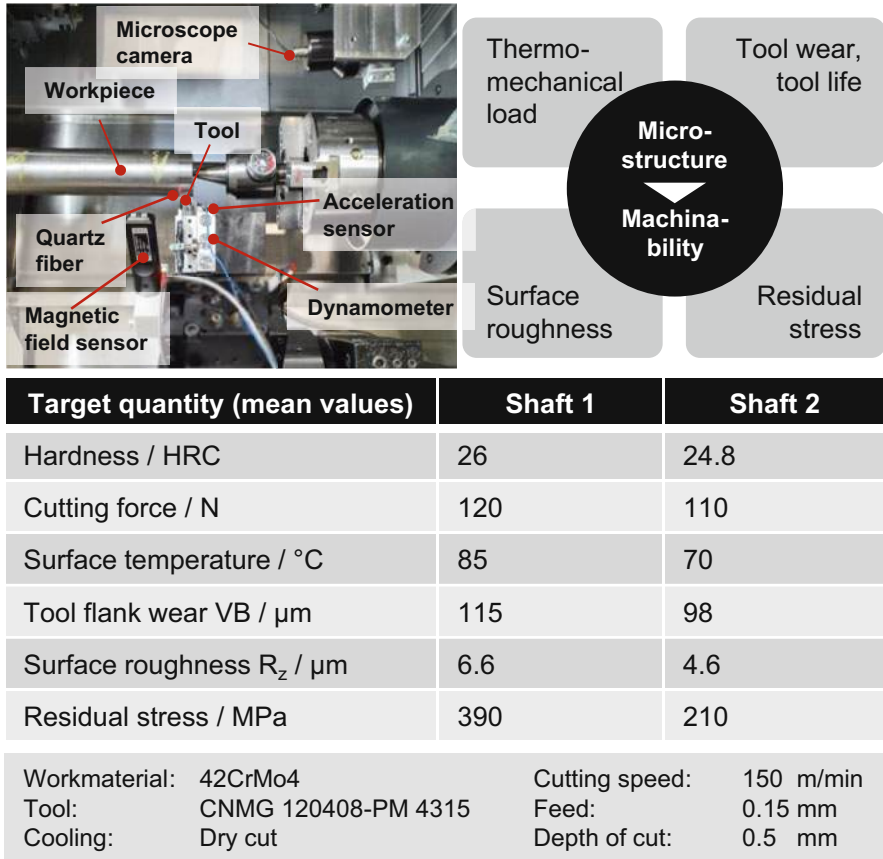 Microscope
camera
Workpiece
Tool
Acceleration
sensor
Quartz
fiber
Dynamometer
Magnetic
field sensor
Thermo-
mechanical
load
Tool wear,
tool life
Micro-
structure
Machina-
bility
Surface
roughness
Residual
stress
Target quantity (mean values) Shaft 1 Shaft 2
Hardness / HRC 26 24.8
Cutting force / N 120 110
Surface temperature / °C 85 70
Tool flank wear VB / µm 115 98
Surface roughness Rz / µm 6.6 4.6
Residual stress / MPa 390 210
Workmaterial: 42CrMo4 Cutting speed: 150 m/min
Tool: CNMG 120408-PM 4315 Feed: 0.15 mm
Cooling: Dry cut Depth of cut: 0.5 mm